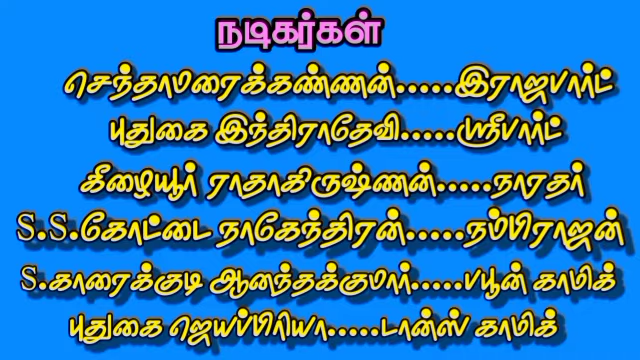 நடிகர்கள்
செந்தாமரைக்கண்ணன்.....இராஜபார்ட்
புதுகை இந்திராதேவி.....ஸ்ரீபார்ட்
கீழையூர் ராதாகிருஷ்ணன்.....நாரதர்
S.S.கோட்டை நாகேந்திரன்.....நம்பிராஜன்
S.காரைக்குடி ஆனந்தக்குமார்.....பபூன் காமிக்
புதுகை ஜெயப்பிரியா.....டான்ஸ் காமிக்